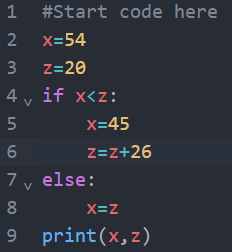 1 #Start code here
2 x=54
3 z=20
4 if x<z:
5     x=45
6     z=z+26
7 else:
8     x=z
9 print(x,z)